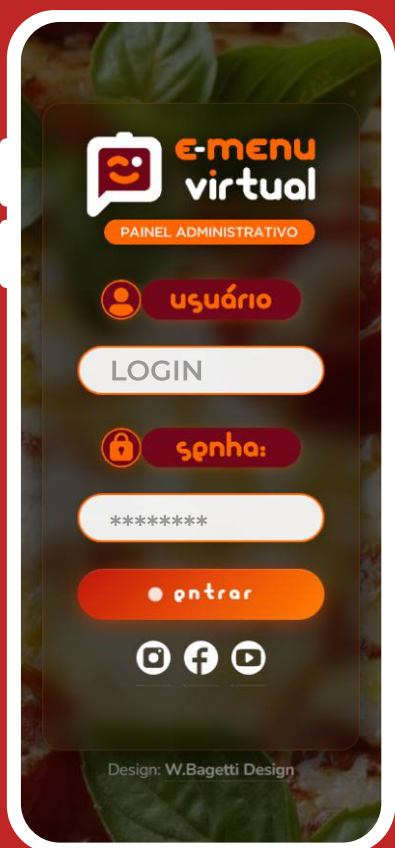 e-menu
virtual
PAINEL ADMINISTRATIVO
usuário
LOGIN
senha:
********
entrar
Design: W.Bagetti Design